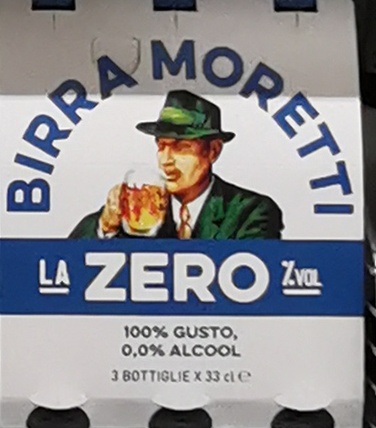 BIRRA MORETTI
LA ZERO %VOL
100% GUSTO,
0,0% ALCOOL
3 BOTTIGLIE X 33 cl ℮